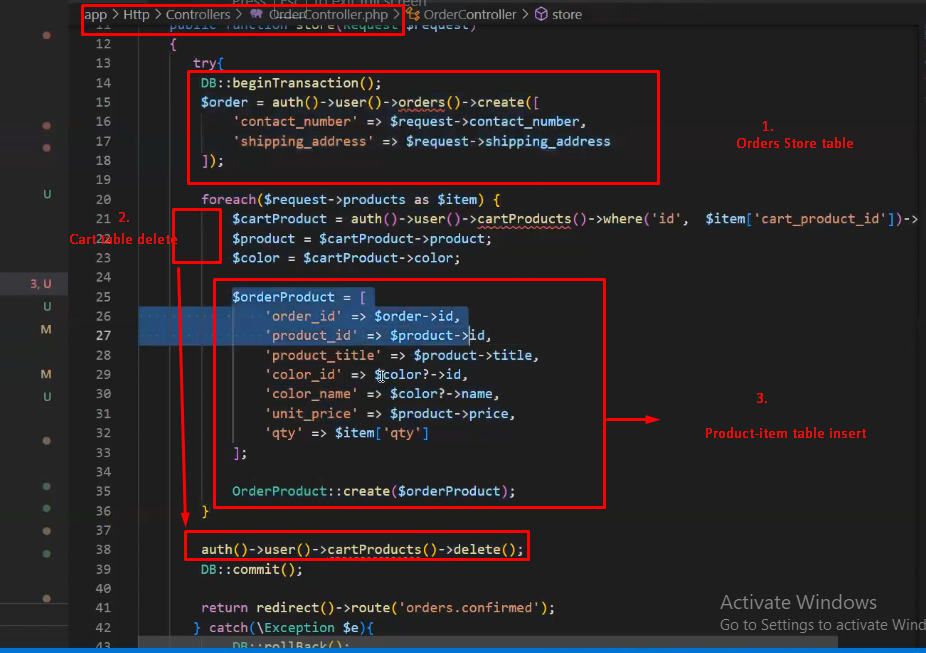 app > Http > Controllers > OrderController.php > OrderController > store
11 public function store(Request $request)
12 {
13 try{
14 DB::beginTransaction();
15 $order = auth()->user()->orders()->create([
16 'contact_number' => $request->contact_number,
17 'shipping_address' => $request->shipping_address
18 ]);
1.
Orders Store table
19
20 foreach($request->products as $item) {
21 $cartProduct = auth()->user()->cartProducts()->where('id', $item['cart_product_id'])->
2.
Cart table delete
22 $product = $cartProduct->product;
23 $color = $cartProduct->color;
24
3, U
25 $orderProduct = [
26 'order_id' => $order->id,
27 'product_id' => $product->id,
28 'product_title' => $product->title,
29 'color_id' => $color?->id,
30 'color_name' => $color?->name,
31 'unit_price' => $product->price,
32 'qty' => $item['qty']
33 ];
3.
Product-item table insert
34
35 OrderProduct::create($orderProduct);
36 }
37
38 auth()->user()->cartProducts()->delete();
39 DB::commit();
40
41 return redirect()->route('orders.confirmed');
42 } catch(\Exception $e){
43 DB::rollBack();
U
U
M
M
U
Activate Windows
Go to Settings to activate Wind